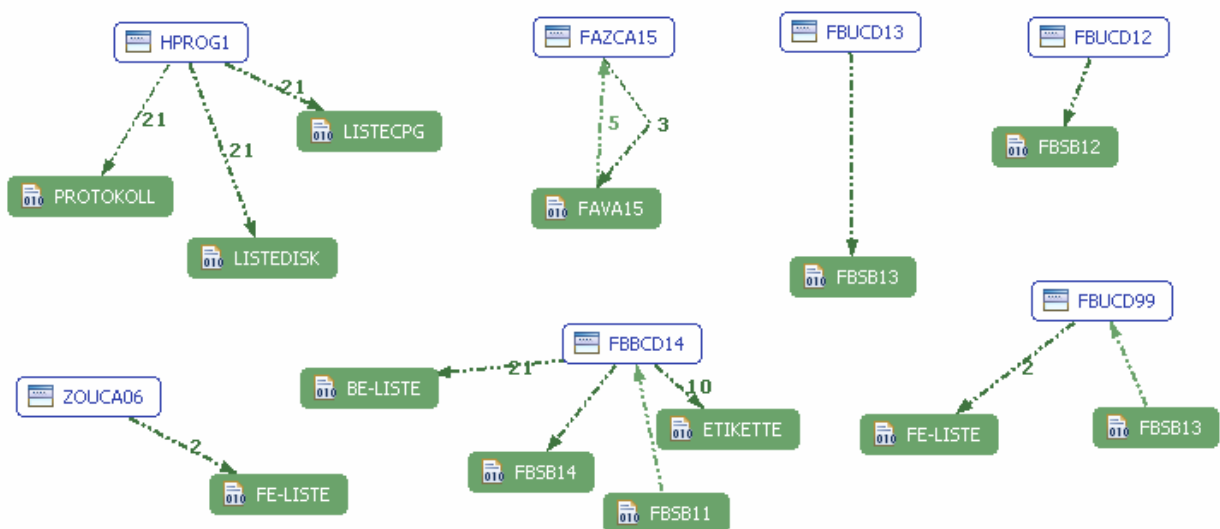 HPROG1
FAZCA15
FBUCD13
FBUCD12
21
21
21
LISTECPG
5
3
FBSB12
PROTOKOLL
FAVA15
LISTEDISK
FBSB13
FBUCD99
FBBCD14
21
BE-LISTE
10
2
ZOUCA06
ETIKETTE
FE-LISTE
FBSB13
2
FBSB14
FE-LISTE
FBSB11